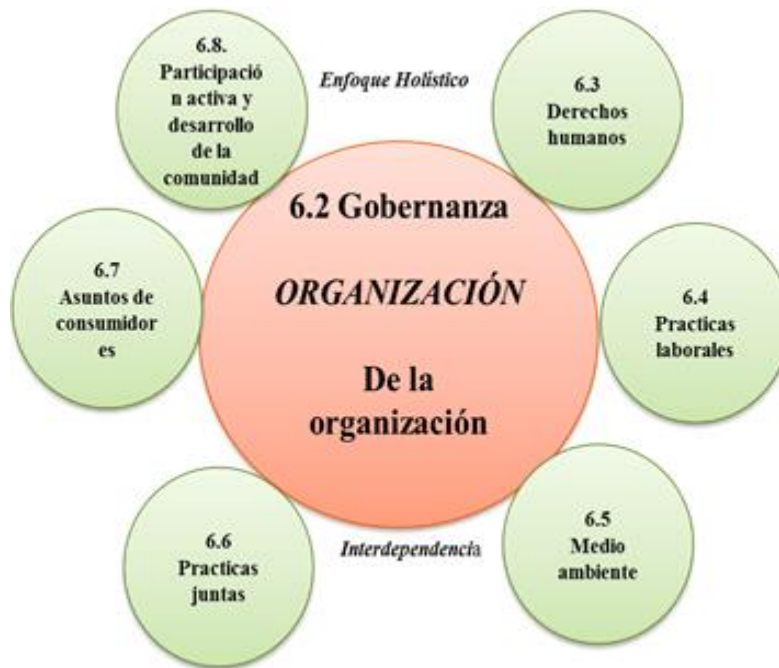 6.8.
Participació
n activa y
desarrollo
de la
comunidad
Enfoque Holístico
6.3
Derechos
humanos
6.2 Gobernanza
ORGANIZACIÓN
De la
organización
6.7
Asuntos de
consumidor
es
6.4
Practicas
laborales
6.6
Practicas
juntas
Interdependencia
6.5
Medio
ambiente